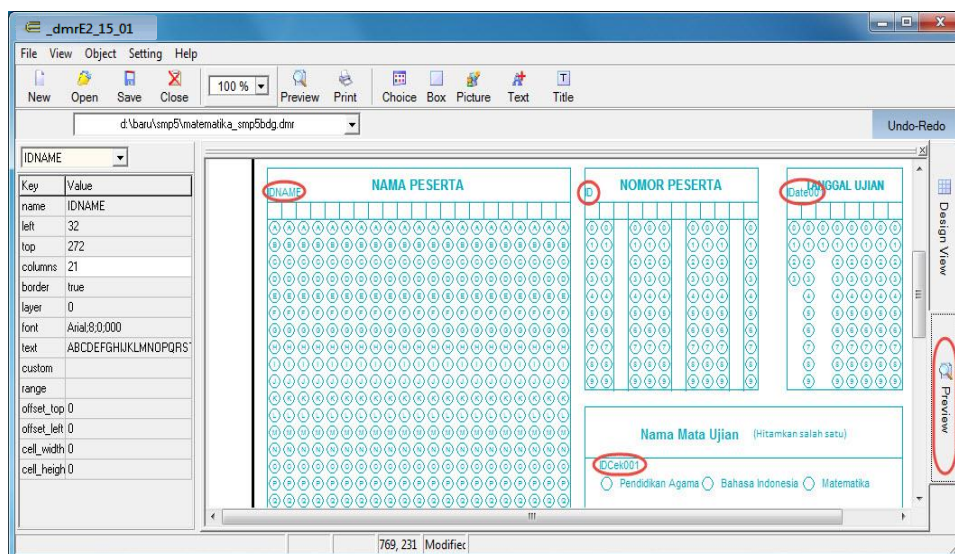 _dmrE2_15_01
File View Object Setting Help
New Open Save Close 100 % Preview Print Choice Box Picture Text Title
d:\baru\smp5\matematika_smp5bdg.dmr Undo-Redo
IDNAME
Key Value
name IDNAME
left 32
top 272
columns 21
border true
layer 0
font Arial;8;0;000
text ABCDEFGHIJKLMNOPQRS
custom
range
offset_top 0
offset_left 0
cell_width 0
cell_heigh 0
NAMA PESERTA
IDNAME
NOMOR PESERTA
ID
TANGGAL UJIAN
IDate00
Nama Mata Ujian (Hitamkan salah satu)
IDCek001
Pendidikan Agama Bahasa Indonesia Matematika
Design View
Preview
769, 231 Modified